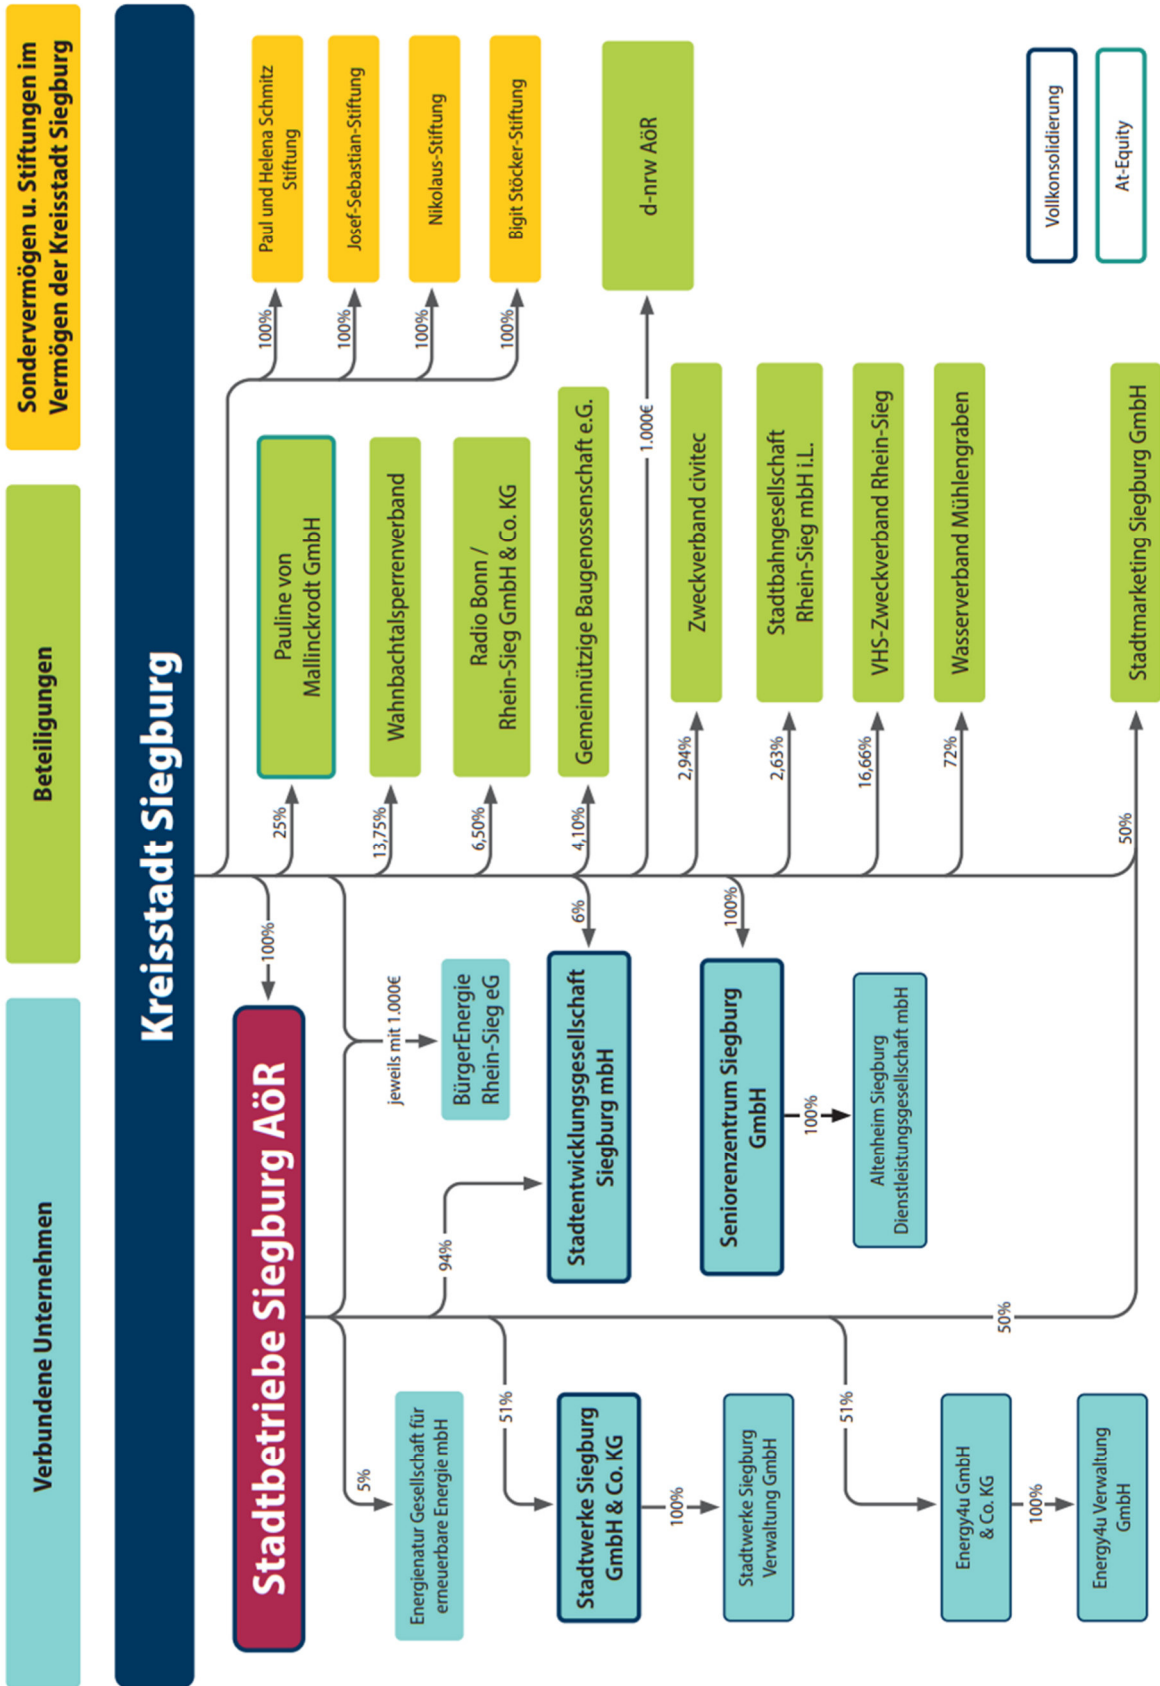 Verbundene Unternehmen
Beteiligungen
Sondervermögen u. Stiftungen im
Vermögen der Kreisstadt Siegburg
Kreisstadt Siegburg
Stadtbetriebe Siegburg AöR
100%
25%
Pauline von
Mallinckrodt GmbH
100%
Paul und Helena Schmitz
Stiftung
100%
Josef-Sebastian-Stiftung
100%
Nikolaus-Stiftung
100%
Bigit Stöcker-Stiftung
5%
Energienatur Gesellschaft für
erneuerbare Energie mbH
jeweils mit 1.000€
BürgerEnergie
Rhein-Sieg eG
13,75%
Wahnbachtalsperrenverband
6,50%
Radio Bonn /
Rhein-Sieg GmbH & Co. KG
94%
6%
Stadtentwicklungsgesellschaft
Siegburg mbH
4,10%
Gemeinnützige Baugenossenschaft e.G.
51%
Stadtwerke Siegburg
GmbH & Co. KG
1.000€
d-nrw AöR
100%
Stadtwerke Siegburg
Verwaltung GmbH
100%
Seniorenzentrum Siegburg
GmbH
2,94%
Zweckverband civitec
2,63%
Stadtbahngesellschaft
Rhein-Sieg mbH i.L.
100%
Altenheim Siegburg
Dienstleistungsgesellschaft mbH
16,66%
VHS-Zweckverband Rhein-Sieg
51%
Energy4u GmbH
& Co. KG
72%
Wasserverband Mühlengraben
100%
Energy4u Verwaltung
GmbH
50%
50%
Stadtmarketing Siegburg GmbH
Vollkonsolidierung
At-Equity